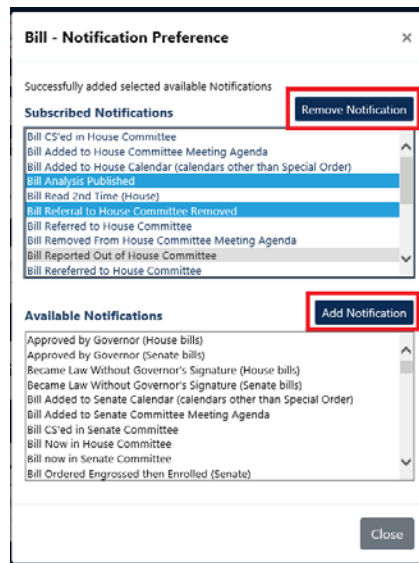 Bill - Notification Preference ×
Successfully added selected available Notifications
Subscribed Notifications Remove Notification
Bill CS'ed in House Committee
Bill Added to House Committee Meeting Agenda
Bill Added to House Calendar (calendars other than Special Order)
Bill Analysis Published
Bill Read 2nd Time (House)
Bill Referral to House Committee Removed
Bill Referred to House Committee
Bill Removed From House Committee Meeting Agenda
Bill Reported Out of House Committee
Bill Rereferred to House Committee
Available Notifications Add Notification
Approved by Governor (House bills)
Approved by Governor (Senate bills)
Became Law Without Governor's Signature (House bills)
Became Law Without Governor's Signature (Senate bills)
Bill Added to Senate Calendar (calendars other than Special Order)
Bill Added to Senate Committee Meeting Agenda
Bill CS'ed in Senate Committee
Bill Now in House Committee
Bill now in Senate Committee
Bill Ordered Engrossed then Enrolled (Senate)
Close